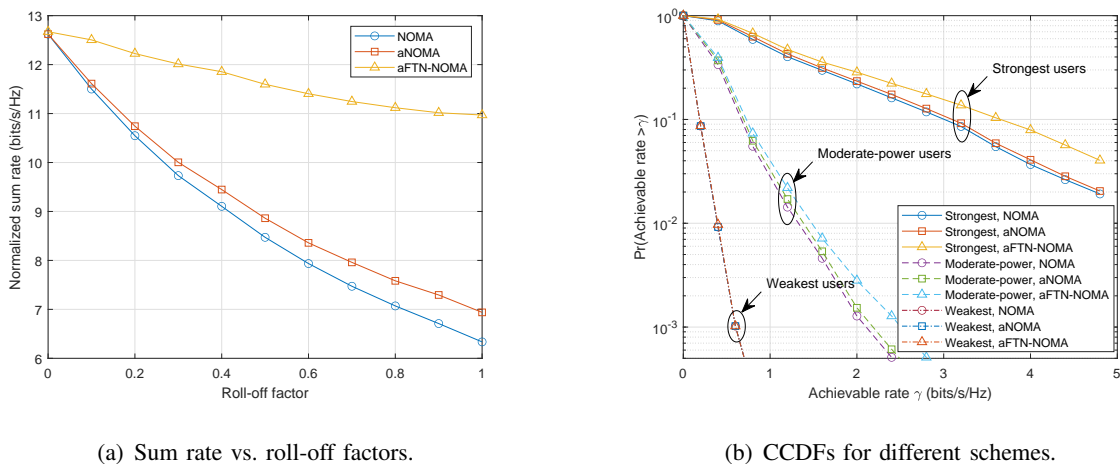 13
12
11
10
9
8
7
6
0
0.2
0.4
0.6
0.8
1
Normalized sum rate (bits/s/Hz)
Roll-off factor
NOMA
aNOMA
aFTN-NOMA
(a) Sum rate vs. roll-off factors.
10^0
10^-1
10^-2
10^-3
0
1
2
3
4
5
Pr(Achievable rate >γ)
Achievable rate γ (bits/s/Hz)
Strongest users
Moderate-power users
Weakest users
Strongest, NOMA
Strongest, aNOMA
Strongest, aFTN-NOMA
Moderate-power, NOMA
Moderate-power, aNOMA
Moderate-power, aFTN-NOMA
Weakest, NOMA
Weakest, aNOMA
Weakest, aFTN-NOMA
(b) CCDFs for different schemes.